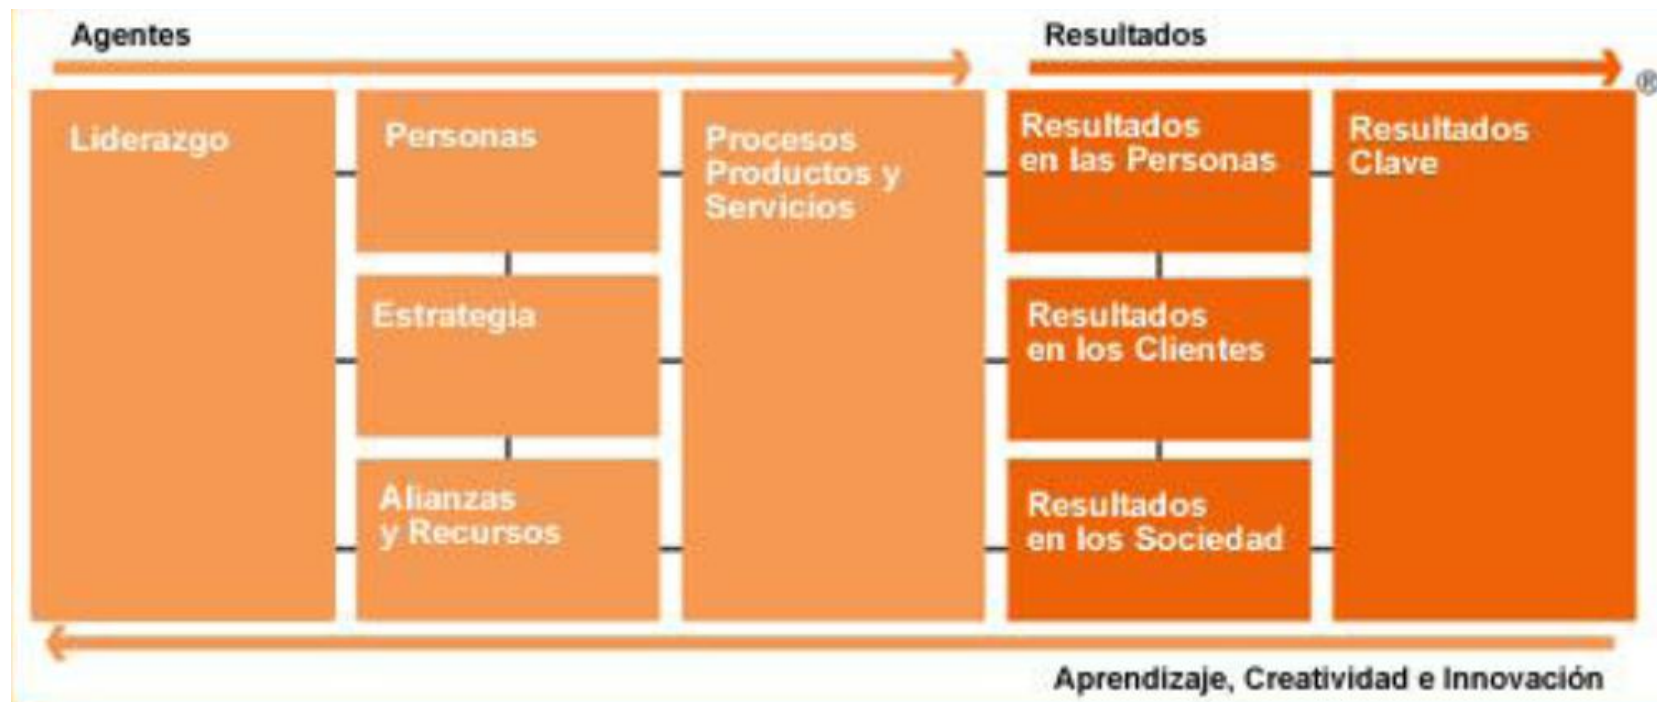 Agentes
Resultados
®
Liderazgo
Personas
Procesos
Productos y
Servicios
Estrategia
Alianzas
y Recursos
Resultados
en las Personas
Resultados
en los Clientes
Resultados
en los Sociedad
Resultados
Clave
Aprendizaje, Creatividad e Innovación